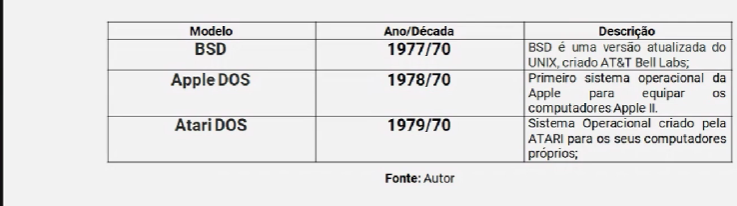 Modelo Ano/Década Descrição
BSD 1977/70 BSD é uma versão atualizada do
UNIX, criado AT&T Bell Labs;
Apple DOS 1978/70 Primeiro sistema operacional da
Apple para equipar os
computadores Apple II.
Atari DOS 1979/70 Sistema Operacional criado pela
ATARI para os seus computadores
próprios;
Fonte: Autor